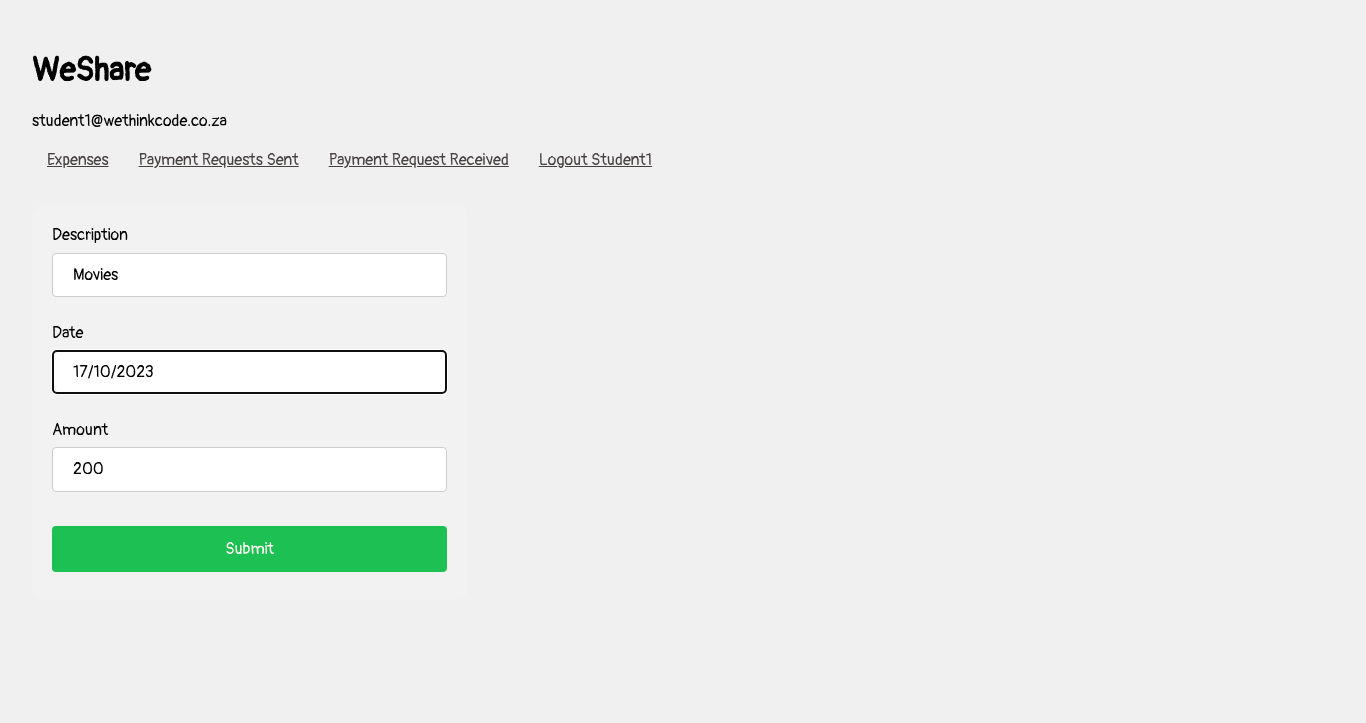 WeShare
student1@wethinkcode.co.za
Expenses Payment Requests Sent Payment Request Received Logout Student1
Description
Movies
Date
17/10/2023
Amount
200
Submit